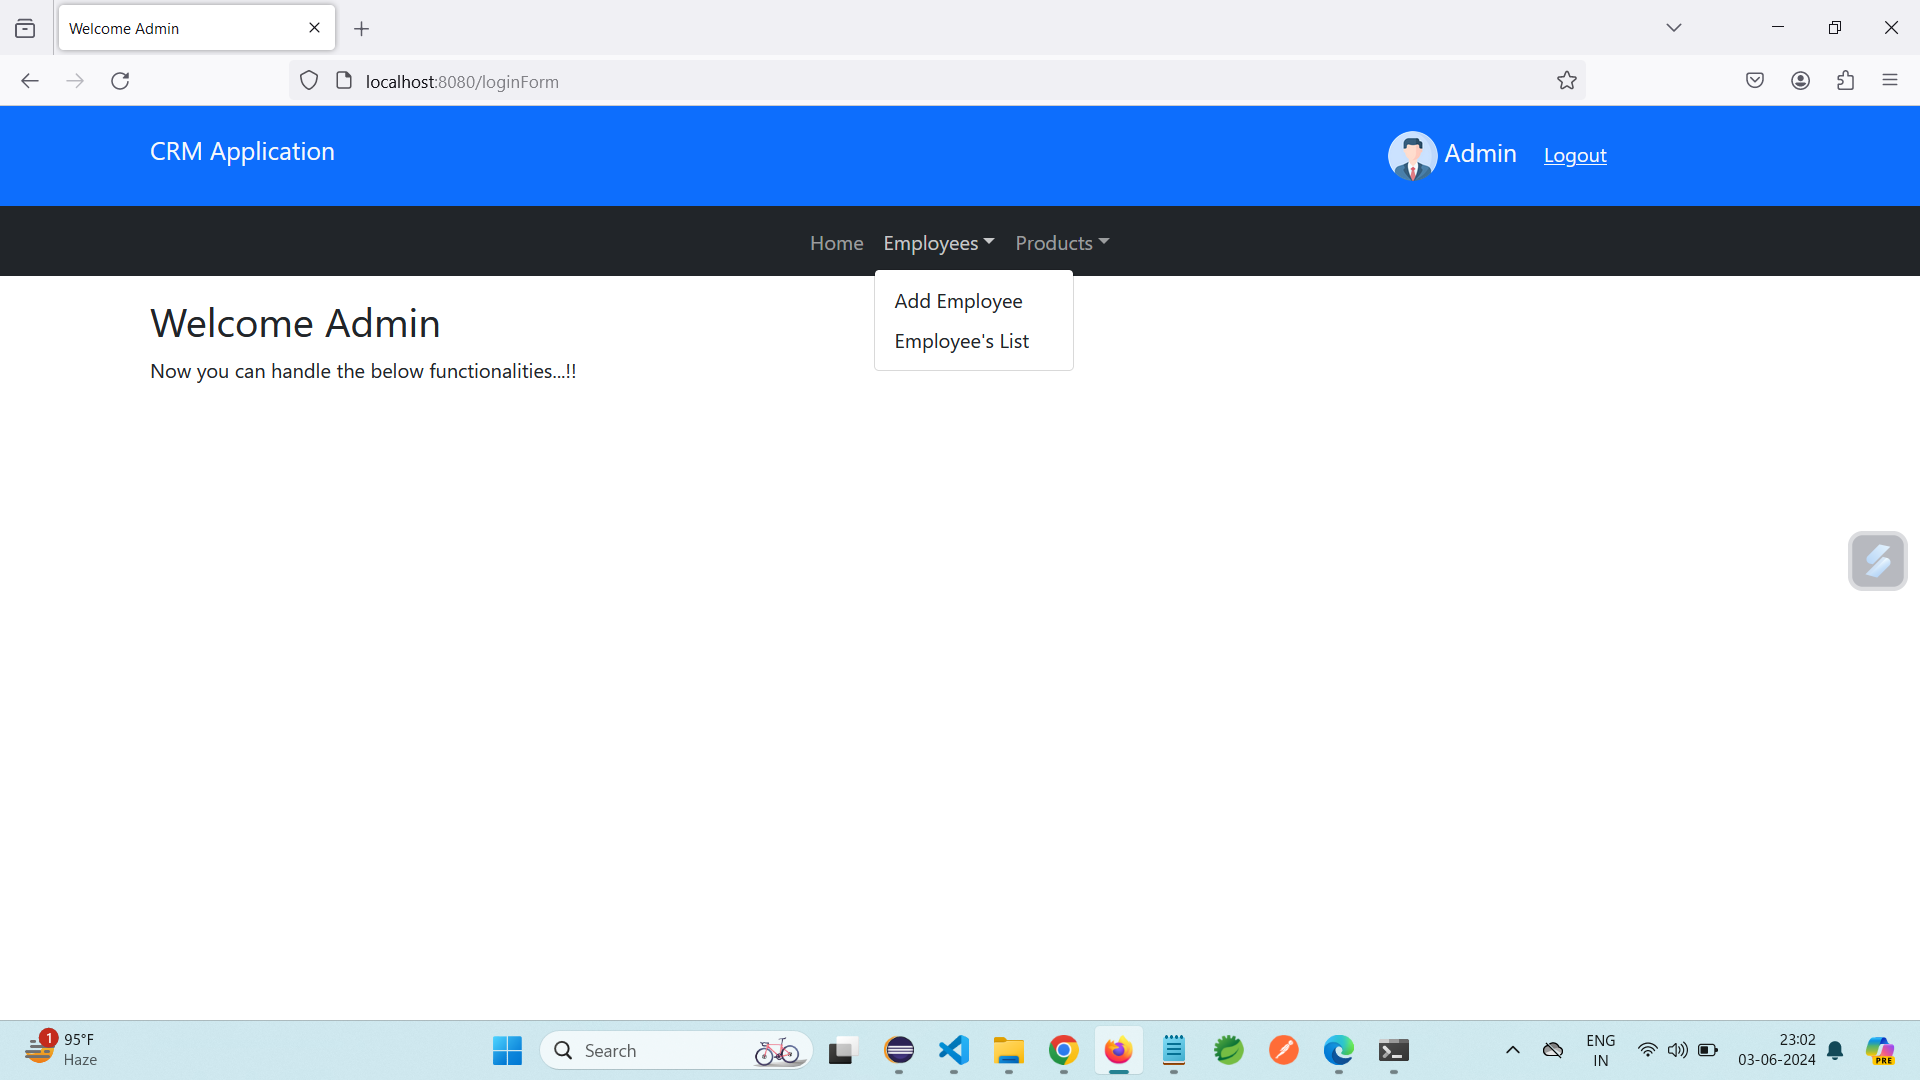 Welcome Admin
localhost:8080/loginForm
CRM Application
Admin
Logout
Home
Employees
Products
Add Employee
Employee's List
Welcome Admin
Now you can handle the below functionalities...!!
1
95°F
Haze
Search
ENG
IN
23:02
03-06-2024
PRE